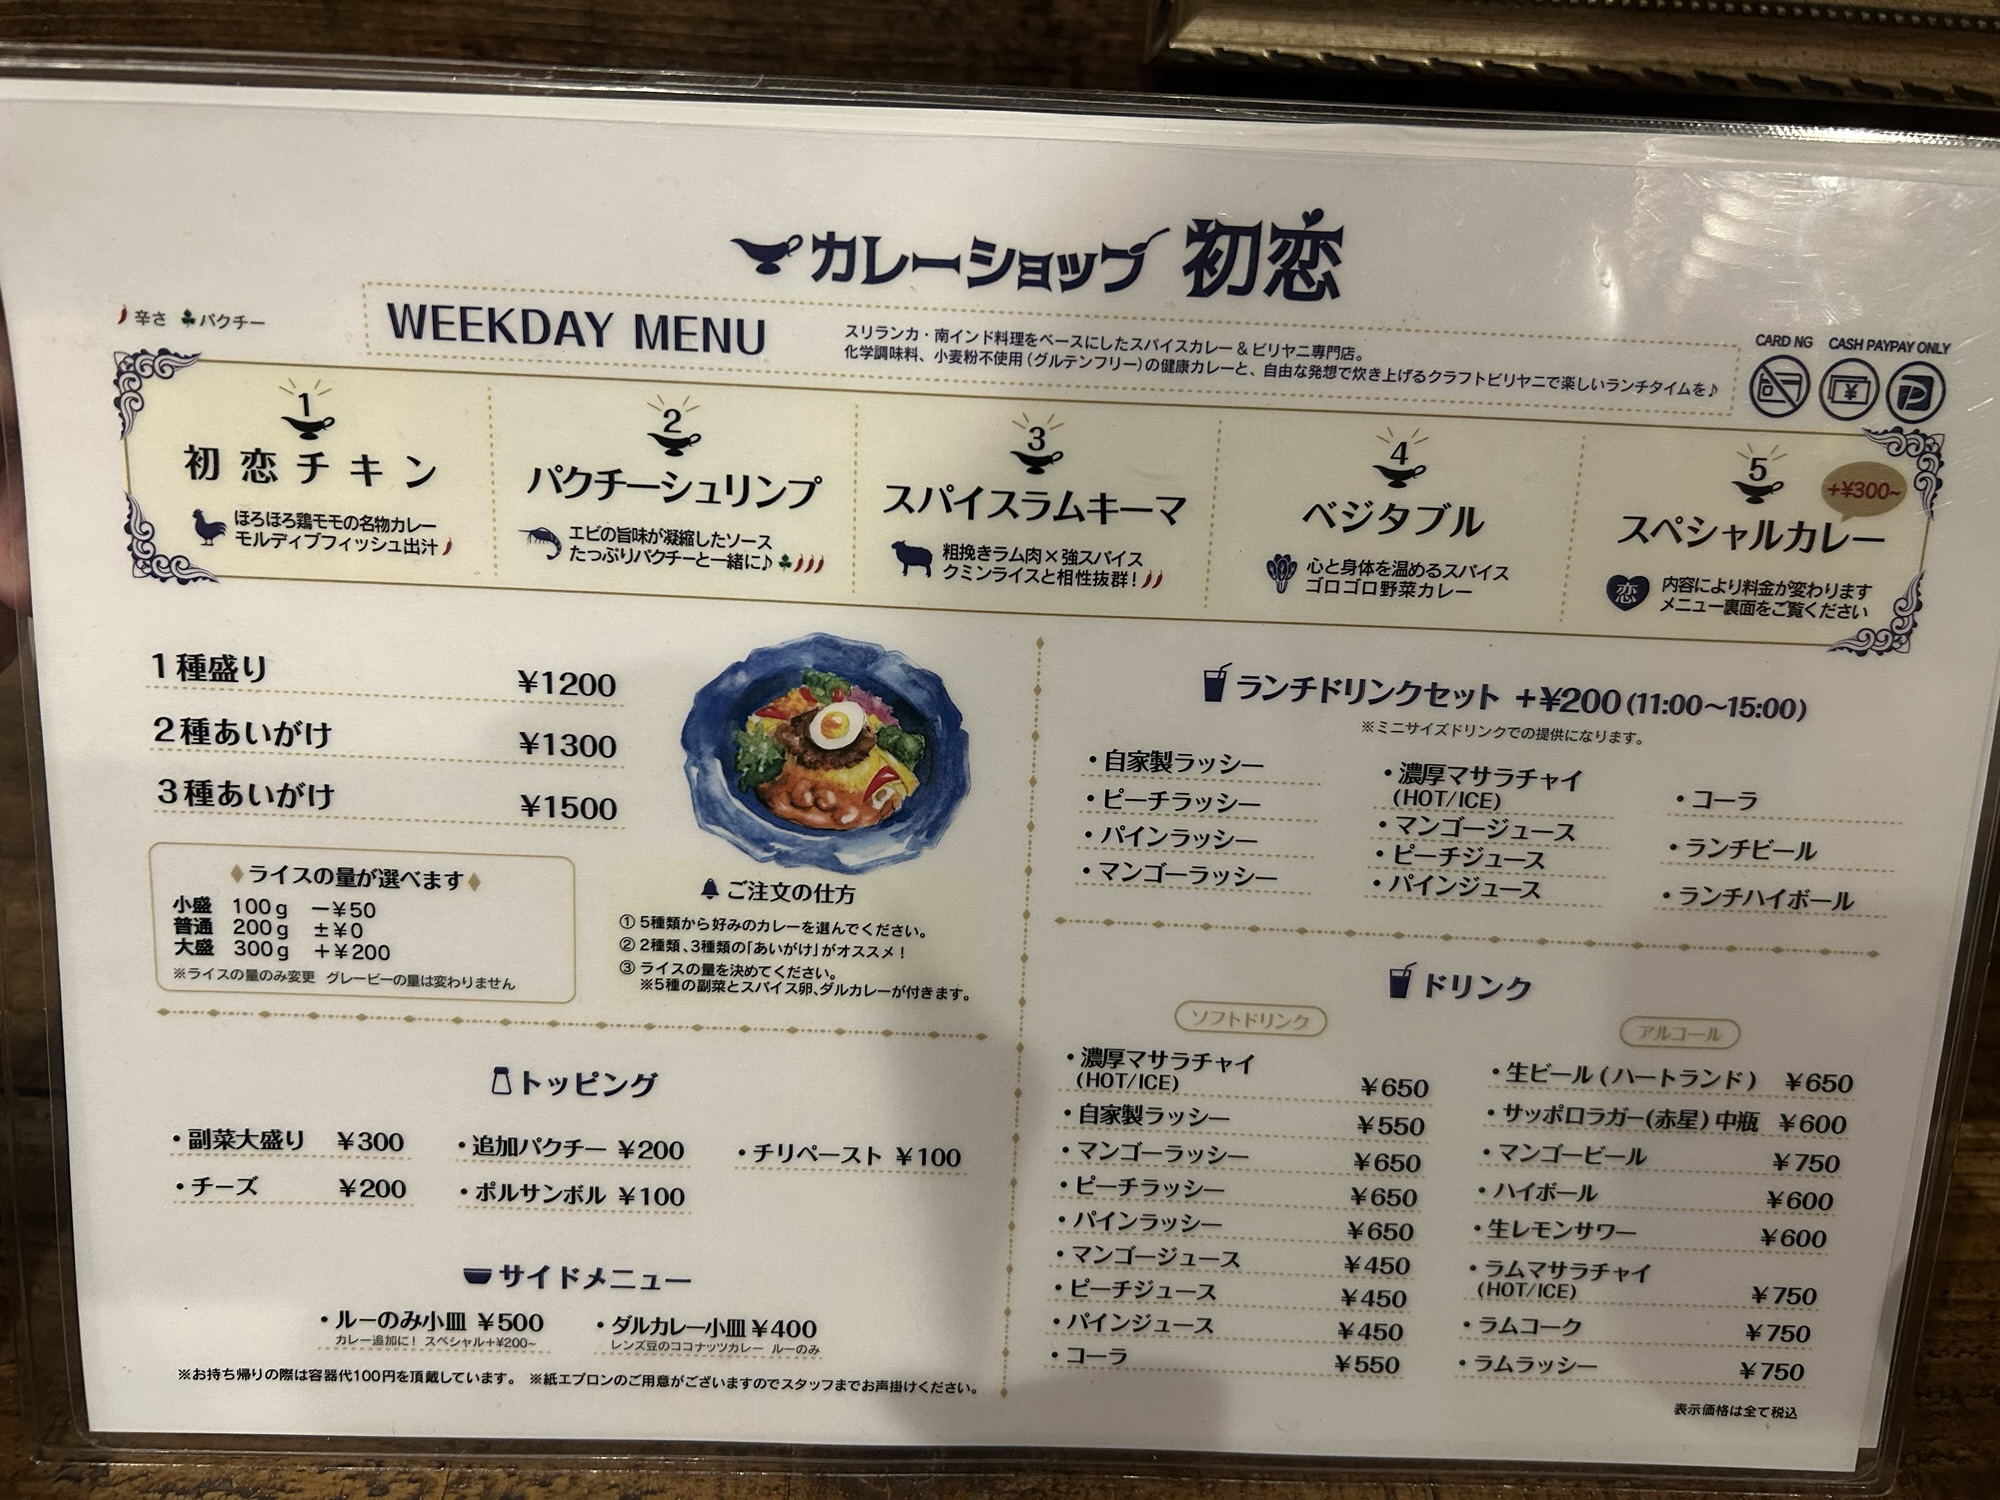 カレーショップ 初恋
辛さ パクチー
WEEKDAY MENU
スリランカ・南インド料理をベースにしたスパイスカレー & ビリヤニ専門店。
化学調味料、小麦粉不使用(グルテンフリー)の健康カレーと、自由な発想で炊き上げるクラフトビリヤニで楽しいランチタイムを♪
CARD NG CASH PAYPAY ONLY
1
初恋チキン
ほろほろ鶏モモの名物カレー
モルディブフィッシュ出汁
2
パクチーシュリンプ
エビの旨味が凝縮したソース
たっぷりパクチーと一緒に♪
3
スパイスラムキーマ
粗挽きラム肉×強スパイス
クミンライスと相性抜群!
4
ベジタブル
心と身体を温めるスパイス
ゴロゴロ野菜カレー
5
+¥300~
スペシャルカレー
恋
内容により料金が変わります
メニュー裏面をご覧ください
1種盛り ¥1200
2種あいがけ ¥1300
3種あいがけ ¥1500
ライスの量が選べます
小盛 100g −¥50
普通 200g ±¥0
大盛 300g +¥200
※ライスの量のみ変更 グレービーの量は変わりません
ご注文の仕方
① 5種類から好みのカレーを選んでください。
② 2種類、3種類の「あいがけ」がオススメ!
③ ライスの量を決めてください。
※5種の副菜とスパイス卵、ダルカレーが付きます。
トッピング
・副菜大盛り ¥300 ・追加パクチー ¥200 ・チリペースト ¥100
・チーズ ¥200 ・ポルサンボル ¥100
サイドメニュー
・ルーのみ小皿 ¥500 ・ダルカレー小皿 ¥400
カレー追加に! スペシャル+¥200~ レンズ豆のココナッツカレー ルーのみ
※お持ち帰りの際は容器代100円を頂戴しています。 ※紙エプロンのご用意がございますのでスタッフまでお声掛けください。
ランチドリンクセット +¥200 (11:00~15:00)
※ミニサイズドリンクでの提供になります。
・自家製ラッシー
・ピーチラッシー
・パインラッシー
・マンゴーラッシー
・濃厚マサラチャイ
(HOT/ICE)
・マンゴージュース
・ピーチジュース
・パインジュース
・コーラ
・ランチビール
・ランチハイボール
ドリンク
ソフトドリンク
・濃厚マサラチャイ
(HOT/ICE) ¥650
・自家製ラッシー ¥550
・マンゴーラッシー ¥650
・ピーチラッシー ¥650
・パインラッシー ¥650
・マンゴージュース ¥450
・ピーチジュース ¥450
・パインジュース ¥450
・コーラ ¥550
アルコール
・生ビール(ハートランド) ¥650
・サッポロラガー(赤星)中瓶 ¥600
・マンゴービール ¥750
・ハイボール ¥600
・生レモンサワー ¥600
・ラムマサラチャイ
(HOT/ICE) ¥750
・ラムコーク ¥750
・ラムラッシー ¥750
表示価格は全て税込